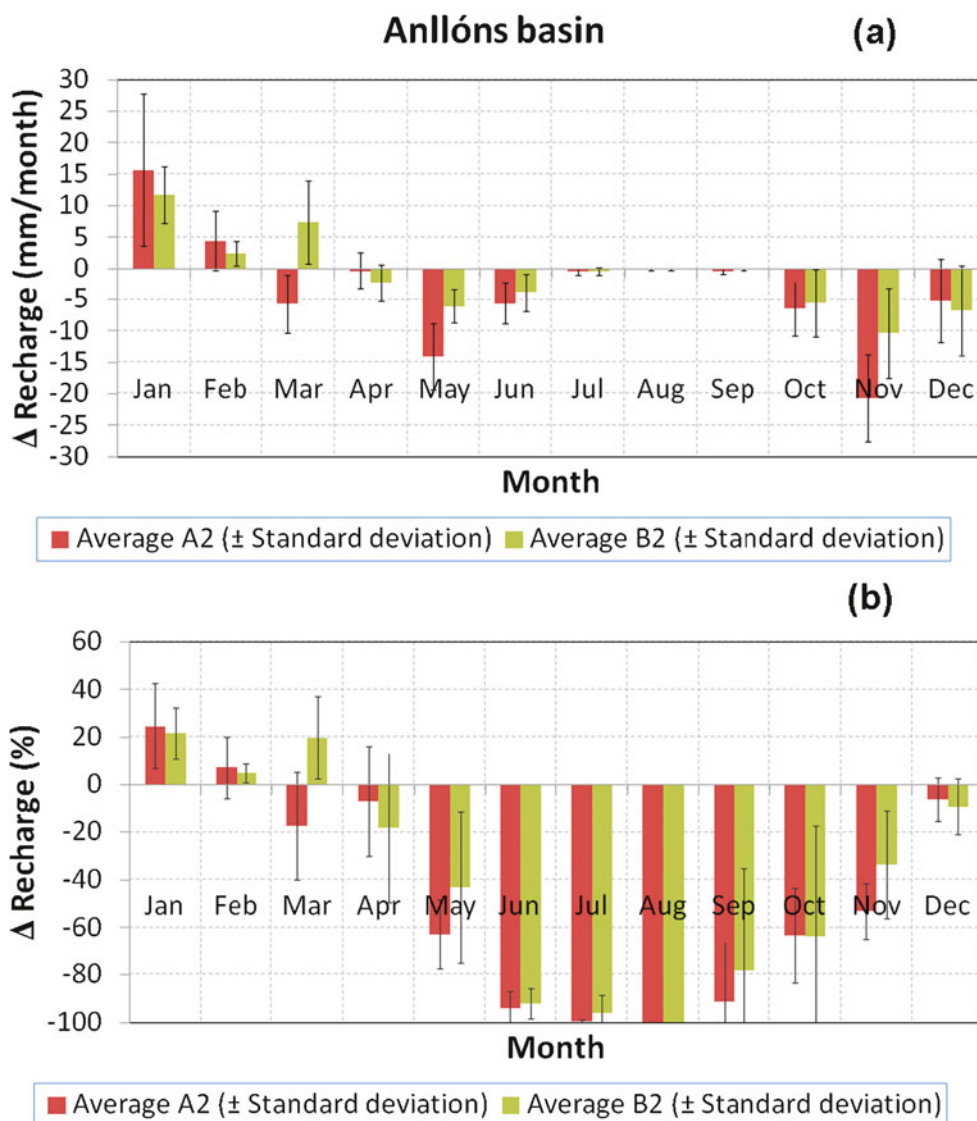 Anllóns basin (a)
Δ Recharge (mm/month)
30
25
20
15
10
5
0
-5
-10
-15
-20
-25
-30
Jan Feb Mar Apr May Jun Jul Aug Sep Oct Nov Dec
Month
Average A2 (± Standard deviation) Average B2 (± Standard deviation)
(b)
Δ Recharge (%)
60
40
20
0
-20
-40
-60
-80
-100
Jan Feb Mar Apr May Jun Jul Aug Sep Oct Nov Dec
Month
Average A2 (± Standard deviation) Average B2 (± Standard deviation)